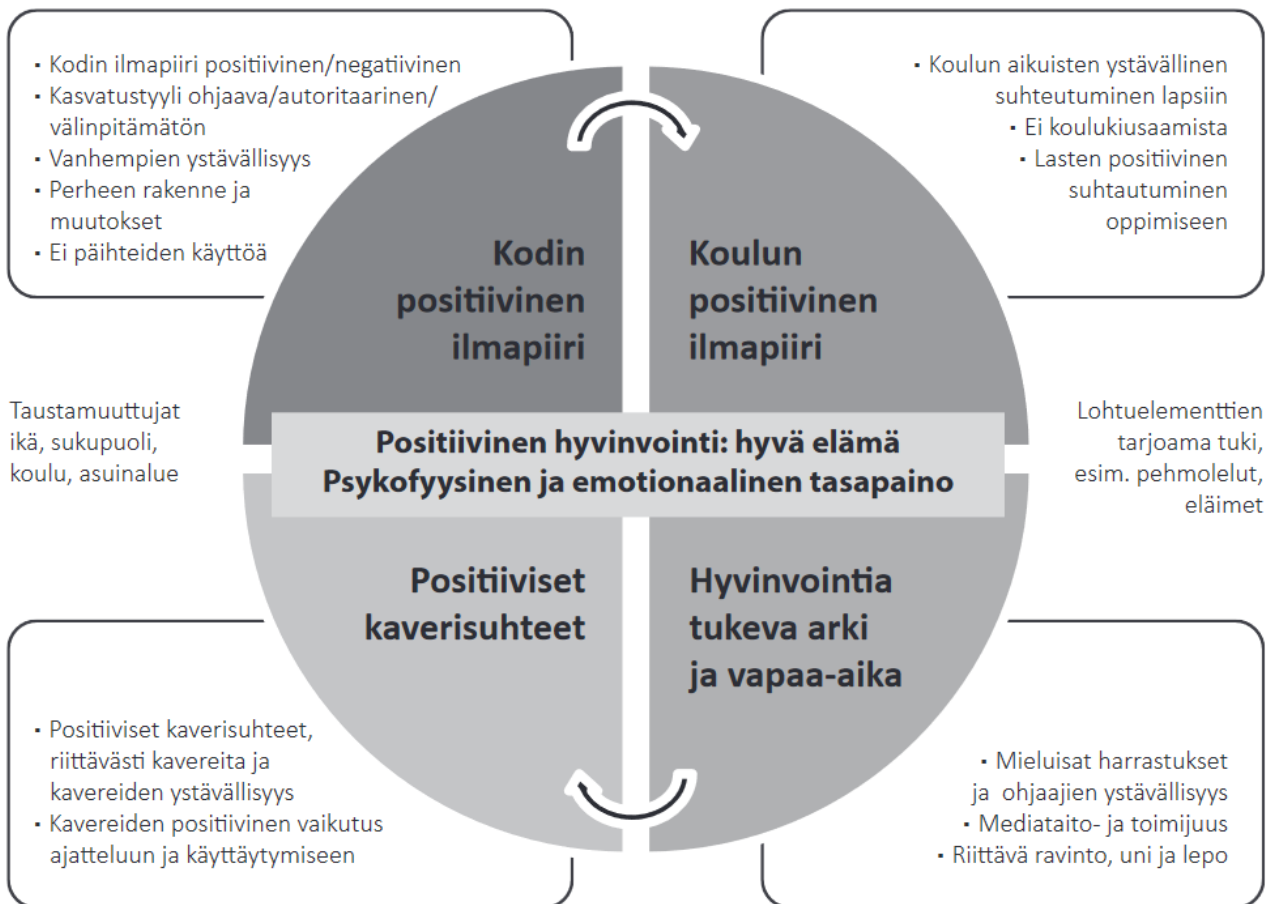 ▪ Kodin ilmapiiri positiivinen/negatiivinen
▪ Kasvatustyyli ohjaava/autoritaarinen/
välinpitämätön
▪ Vanhempien ystävällisyys
▪ Perheen rakenne ja
muutokset
▪ Ei päihteiden käyttöä
▪ Koulun aikuisten ystävällinen
suhteutuminen lapsiin
▪ Ei koulukiusaamista
▪ Lasten positiivinen
suhtautuminen
oppimiseen
Kodin
positiivinen
ilmapiiri
Koulun
positiivinen
ilmapiiri
Taustamuuttujat
ikä, sukupuoli,
koulu, asuinalue
Positiivinen hyvinvointi: hyvä elämä
Psykofyysinen ja emotionaalinen tasapaino
Lohtuelementtien
tarjoama tuki,
esim. pehmolelut,
eläimet
Positiiviset
kaverisuhteet
Hyvinvointia
tukeva arki
ja vapaa-aika
▪ Positiiviset kaverisuhteet,
riittävästi kavereita ja
kavereiden ystävällisyys
▪ Kavereiden positiivinen vaikutus
ajatteluun ja käyttäytymiseen
▪ Mieluisat harrastukset
ja ohjaajien ystävällisyys
▪ Mediataito- ja toimijuus
▪ Riittävä ravinto, uni ja lepo